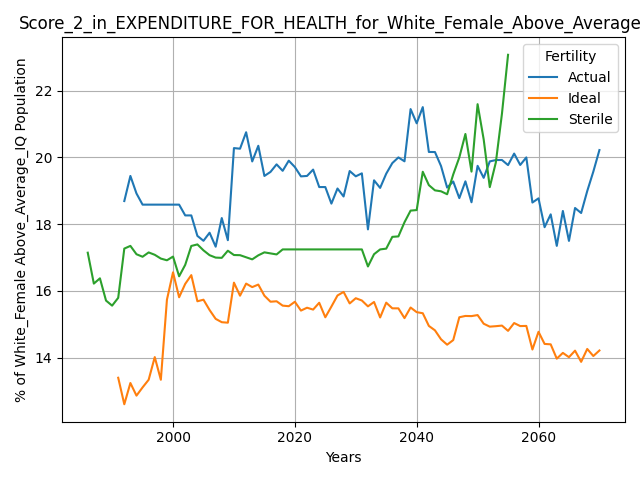 Score_2_in_EXPENDITURE_FOR_HEALTH_for_White_Female_Above_Average
% of White_Female Above_Average_IQ Population
22
20
18
16
14
2000 2020 2040 2060
Years
Fertility
Actual
Ideal
Sterile